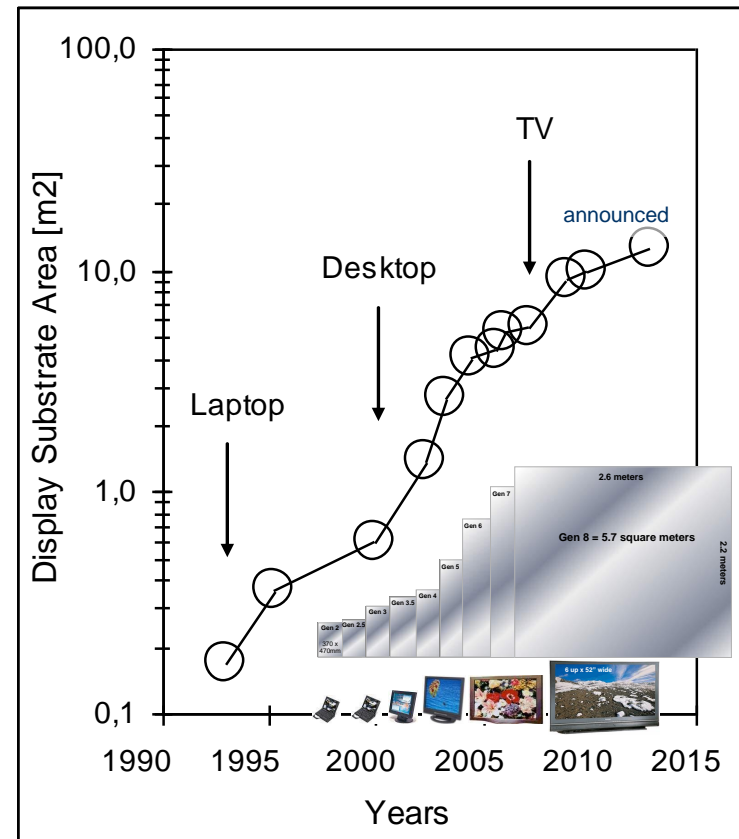 100,0
10,0
1,0
0,1
Display Substrate Area [m2]
1990
1995
2000
2005
2010
2015
Years
Laptop
Desktop
TV
announced
Gen 2
370 x
470mm
Gen 2.5
Gen 3
Gen 3.5
Gen 4
Gen 5
Gen 6
Gen 7
2.6 meters
Gen 8 = 5.7 square meters
2.2 meters
6 up x 52" wide